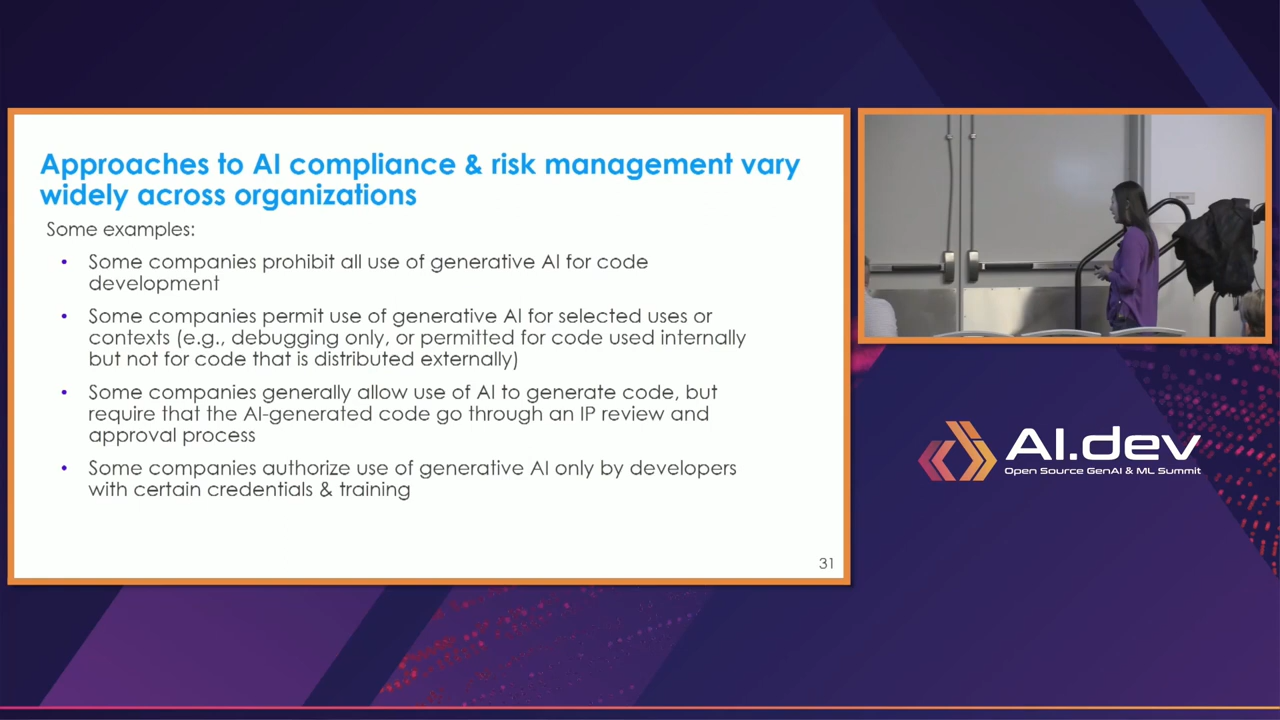 Approaches to AI compliance & risk management vary
widely across organizations
Some examples:
• Some companies prohibit all use of generative AI for code
development
• Some companies permit use of generative AI for selected uses or
contexts (e.g., debugging only, or permitted for code used internally
but not for code that is distributed externally)
• Some companies generally allow use of AI to generate code, but
require that the AI-generated code go through an IP review and
approval process
• Some companies authorize use of generative AI only by developers
with certain credentials & training
31
AI.dev
Open Source GenAI & ML Summit